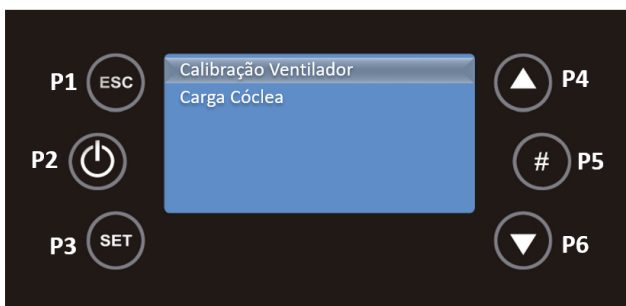 P1 ESC
Calibração Ventilador
Carga Cóclea
P4
P2
# P5
P3 SET
P6